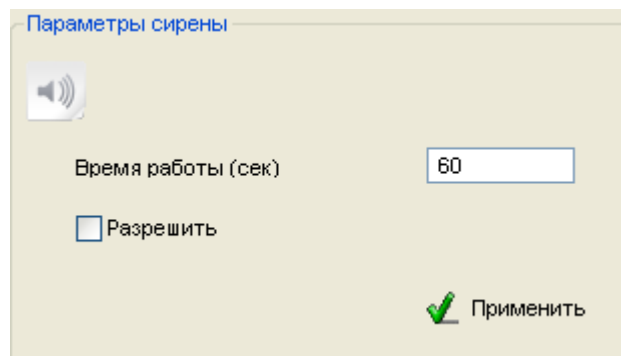 Параметры сирены
Время работы (сек)
60
Разрешить
Применить